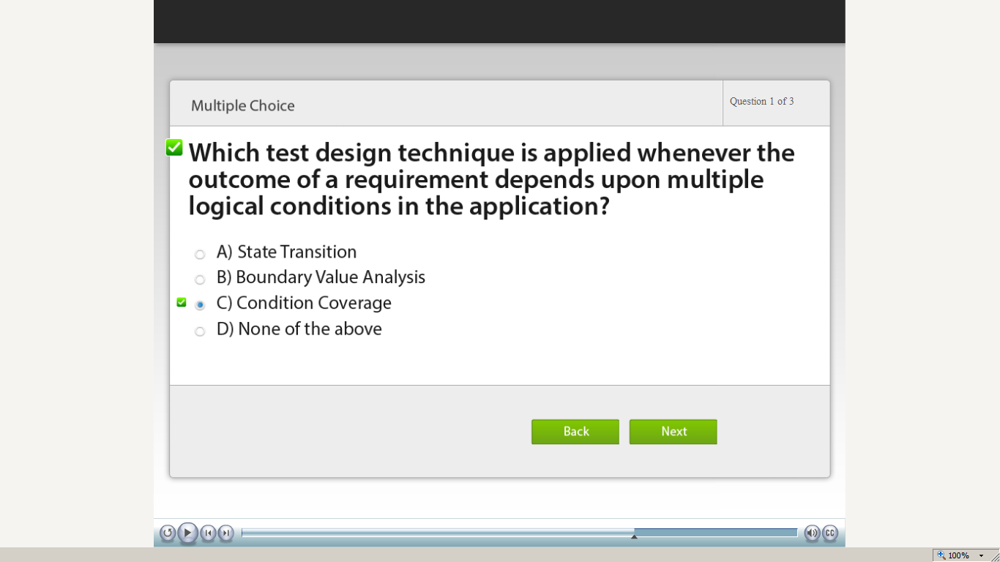 Multiple Choice
Question 1 of 3
Which test design technique is applied whenever the
outcome of a requirement depends upon multiple
logical conditions in the application?
A) State Transition
B) Boundary Value Analysis
C) Condition Coverage
D) None of the above
Back
Next
CC
100%